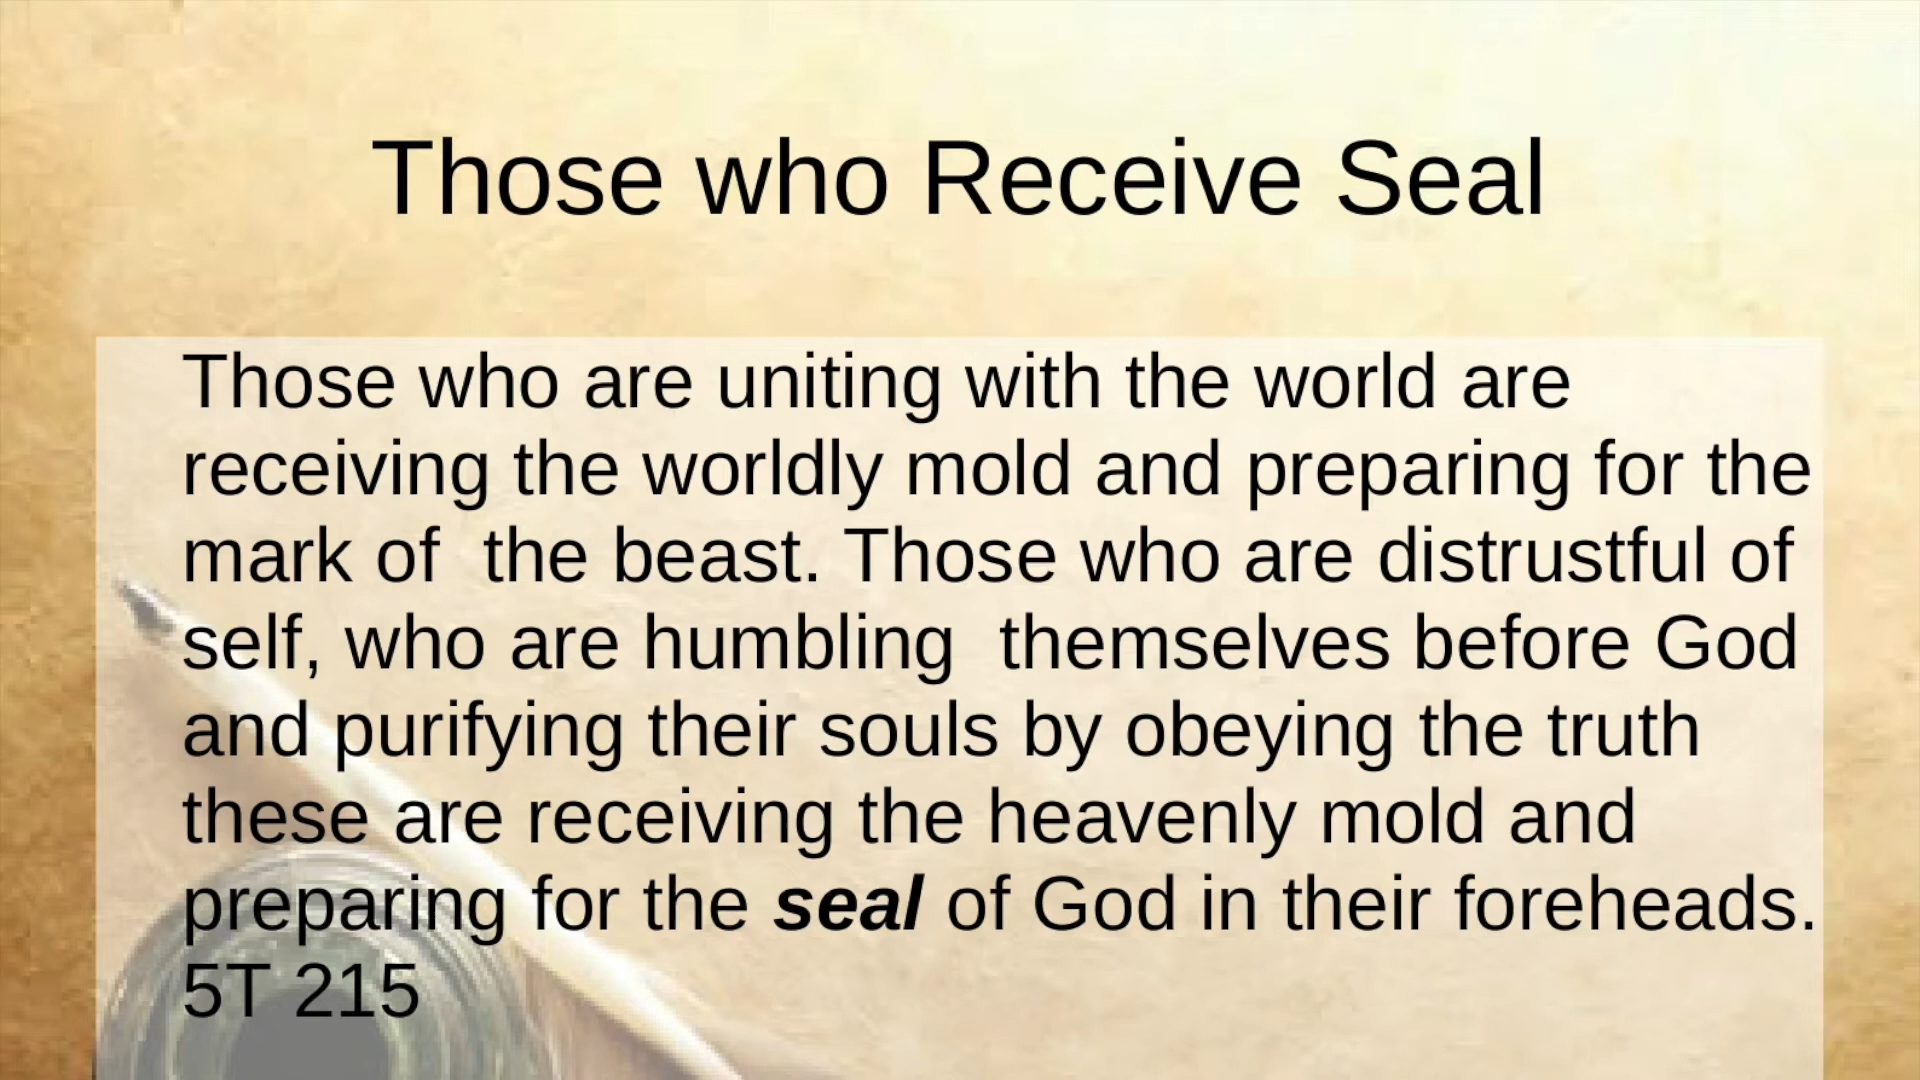 Those who Receive Seal
Those who are uniting with the world are
receiving the worldly mold and preparing for the
mark of  the beast. Those who are distrustful of
self, who are humbling  themselves before God
and purifying their souls by obeying the truth
these are receiving the heavenly mold and
preparing for the seal of God in their foreheads.
5T 215